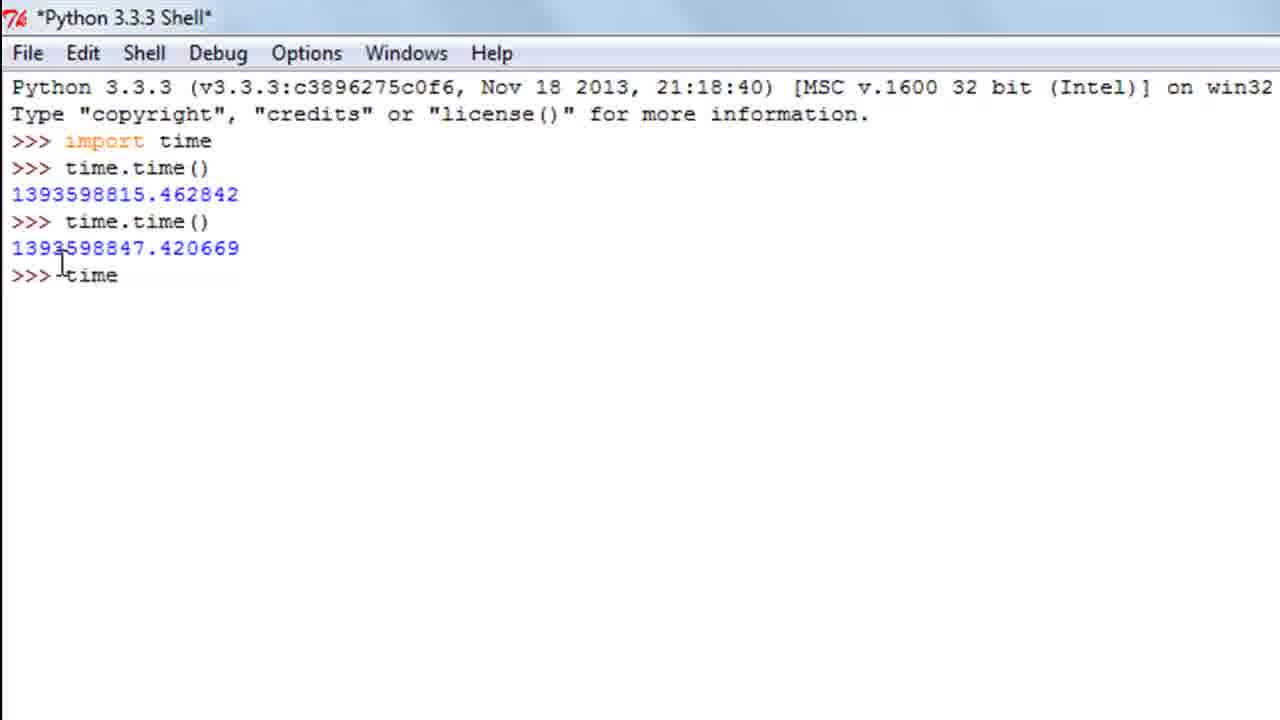 *Python 3.3.3 Shell*
File Edit Shell Debug Options Windows Help
Python 3.3.3 (v3.3.3:c3896275c0f6, Nov 18 2013, 21:18:40) [MSC v.1600 32 bit (Intel)] on win32
Type "copyright", "credits" or "license()" for more information.
>>> import time
>>> time.time()
1393598815.462842
>>> time.time()
1393598847.420669
>>> time